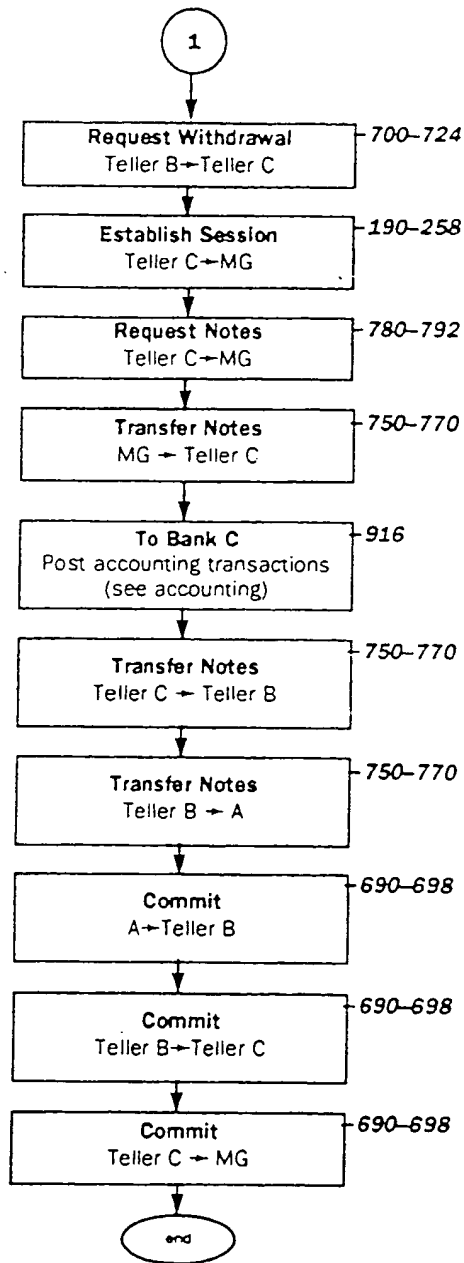 1
Request Withdrawal
Teller B→Teller C
700–724
Establish Session
Teller C→MG
190–258
Request Notes
Teller C→MG
780–792
Transfer Notes
MG → Teller C
750–770
To Bank C
Post accounting transactions
(see accounting)
916
Transfer Notes
Teller C → Teller B
750–770
Transfer Notes
Teller B → A
750–770
Commit
A→Teller B
690–698
Commit
Teller B→Teller C
690–698
Commit
Teller C → MG
690–698
end